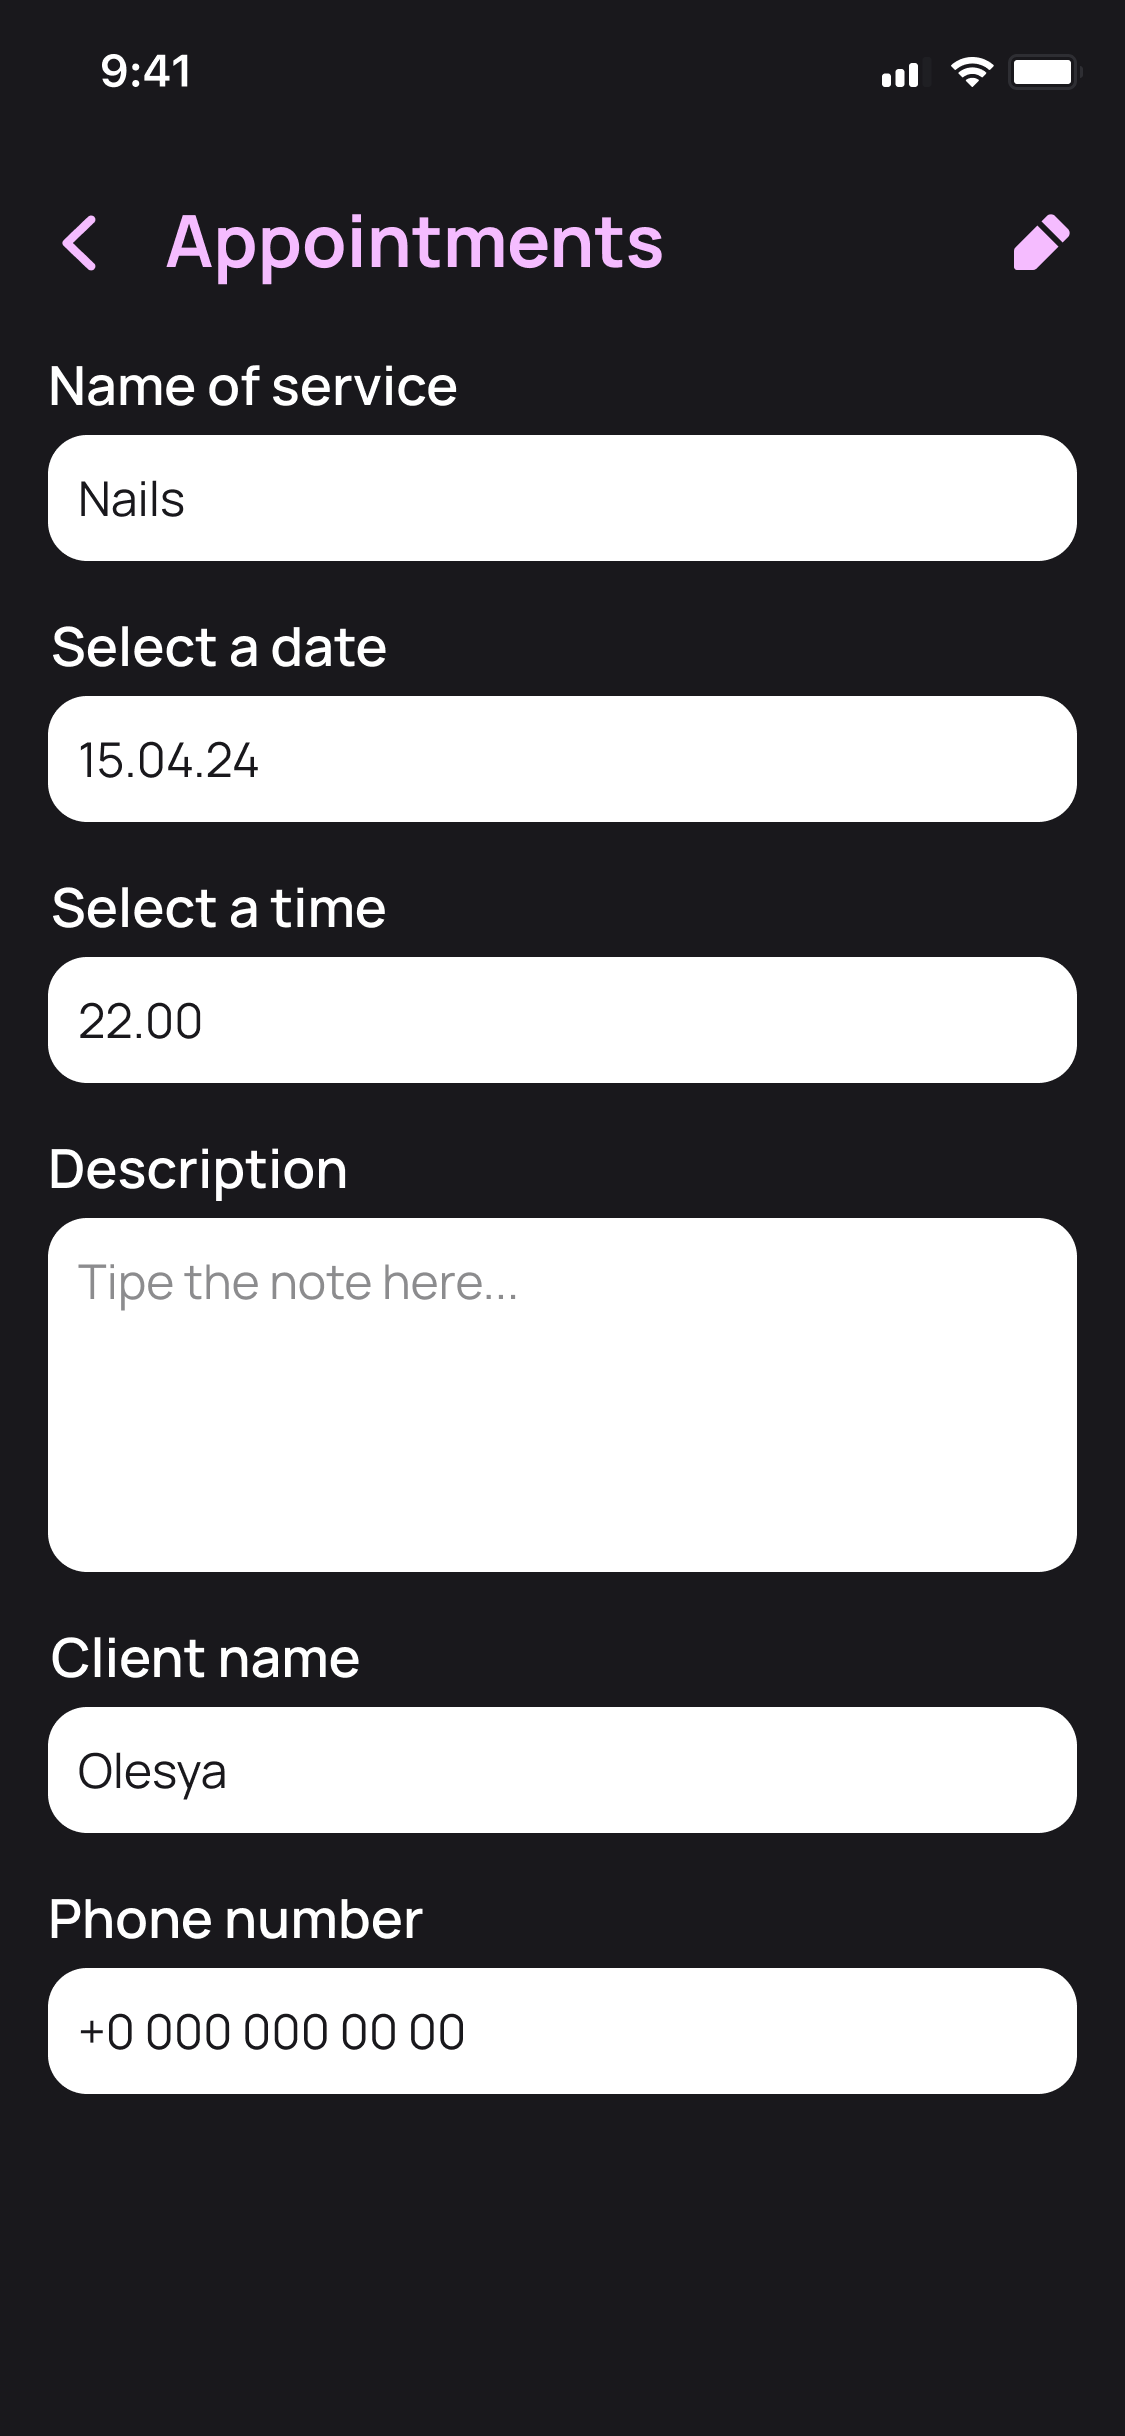 9:41
Appointments
Name of service
Nails
Select a date
15.04.24
Select a time
22.00
Description
Tipe the note here...
Client name
Olesya
Phone number
+0 000 000 00 00